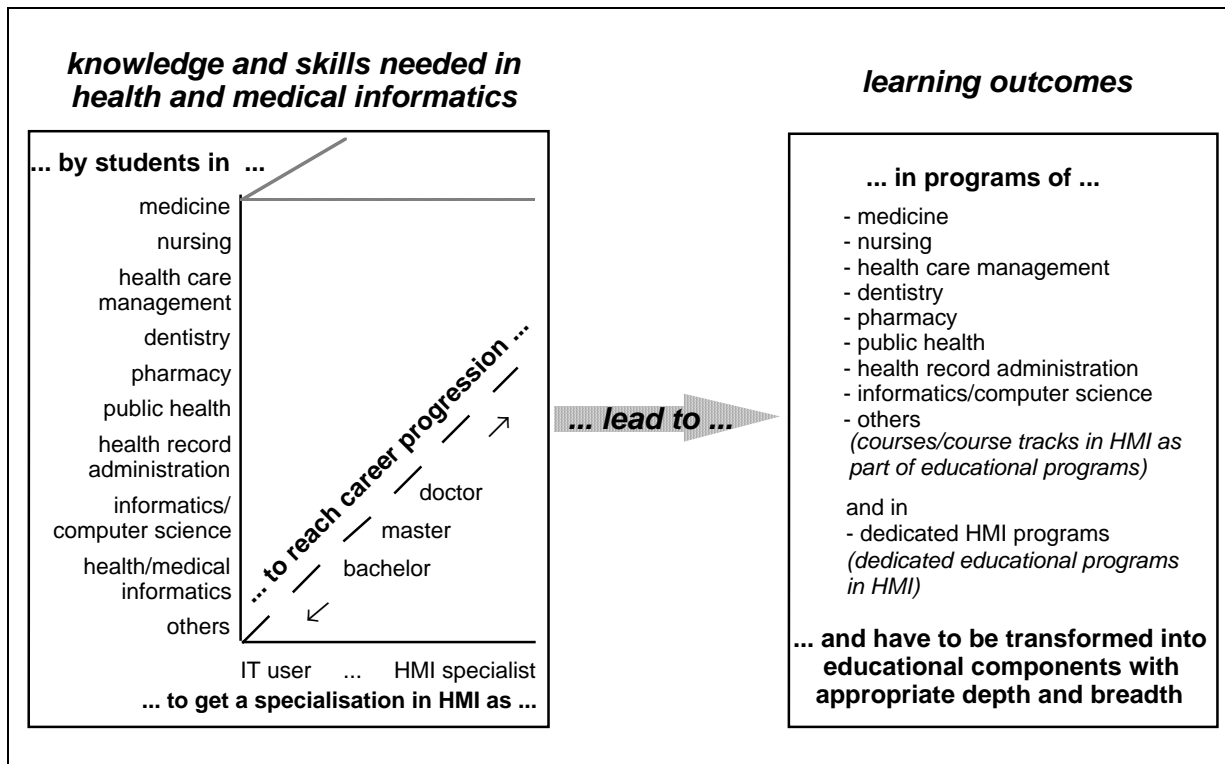 knowledge and skills needed in
health and medical informatics
... by students in ...
medicine
nursing
health care
management
dentistry
pharmacy
public health
health record
administration
informatics/
computer science
health/medical
informatics
others
... to reach career progression ...
doctor
master
bachelor
IT user ... HMI specialist
... to get a specialisation in HMI as ...
... lead to ...
learning outcomes
... in programs of ...
- medicine
- nursing
- health care management
- dentistry
- pharmacy
- public health
- health record administration
- informatics/computer science
- others
(courses/course tracks in HMI as
part of educational programs)
and in
- dedicated HMI programs
(dedicated educational programs
in HMI)
... and have to be transformed into
educational components with
appropriate depth and breadth